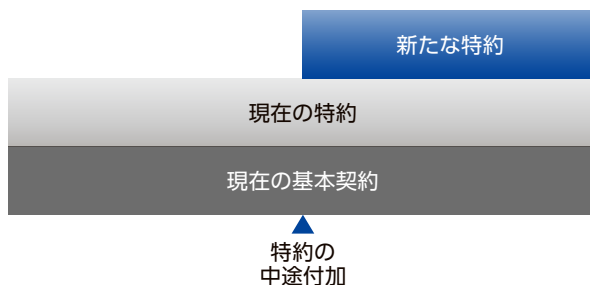 新たな特約
現在の特約
現在の基本契約
特約の
中途付加